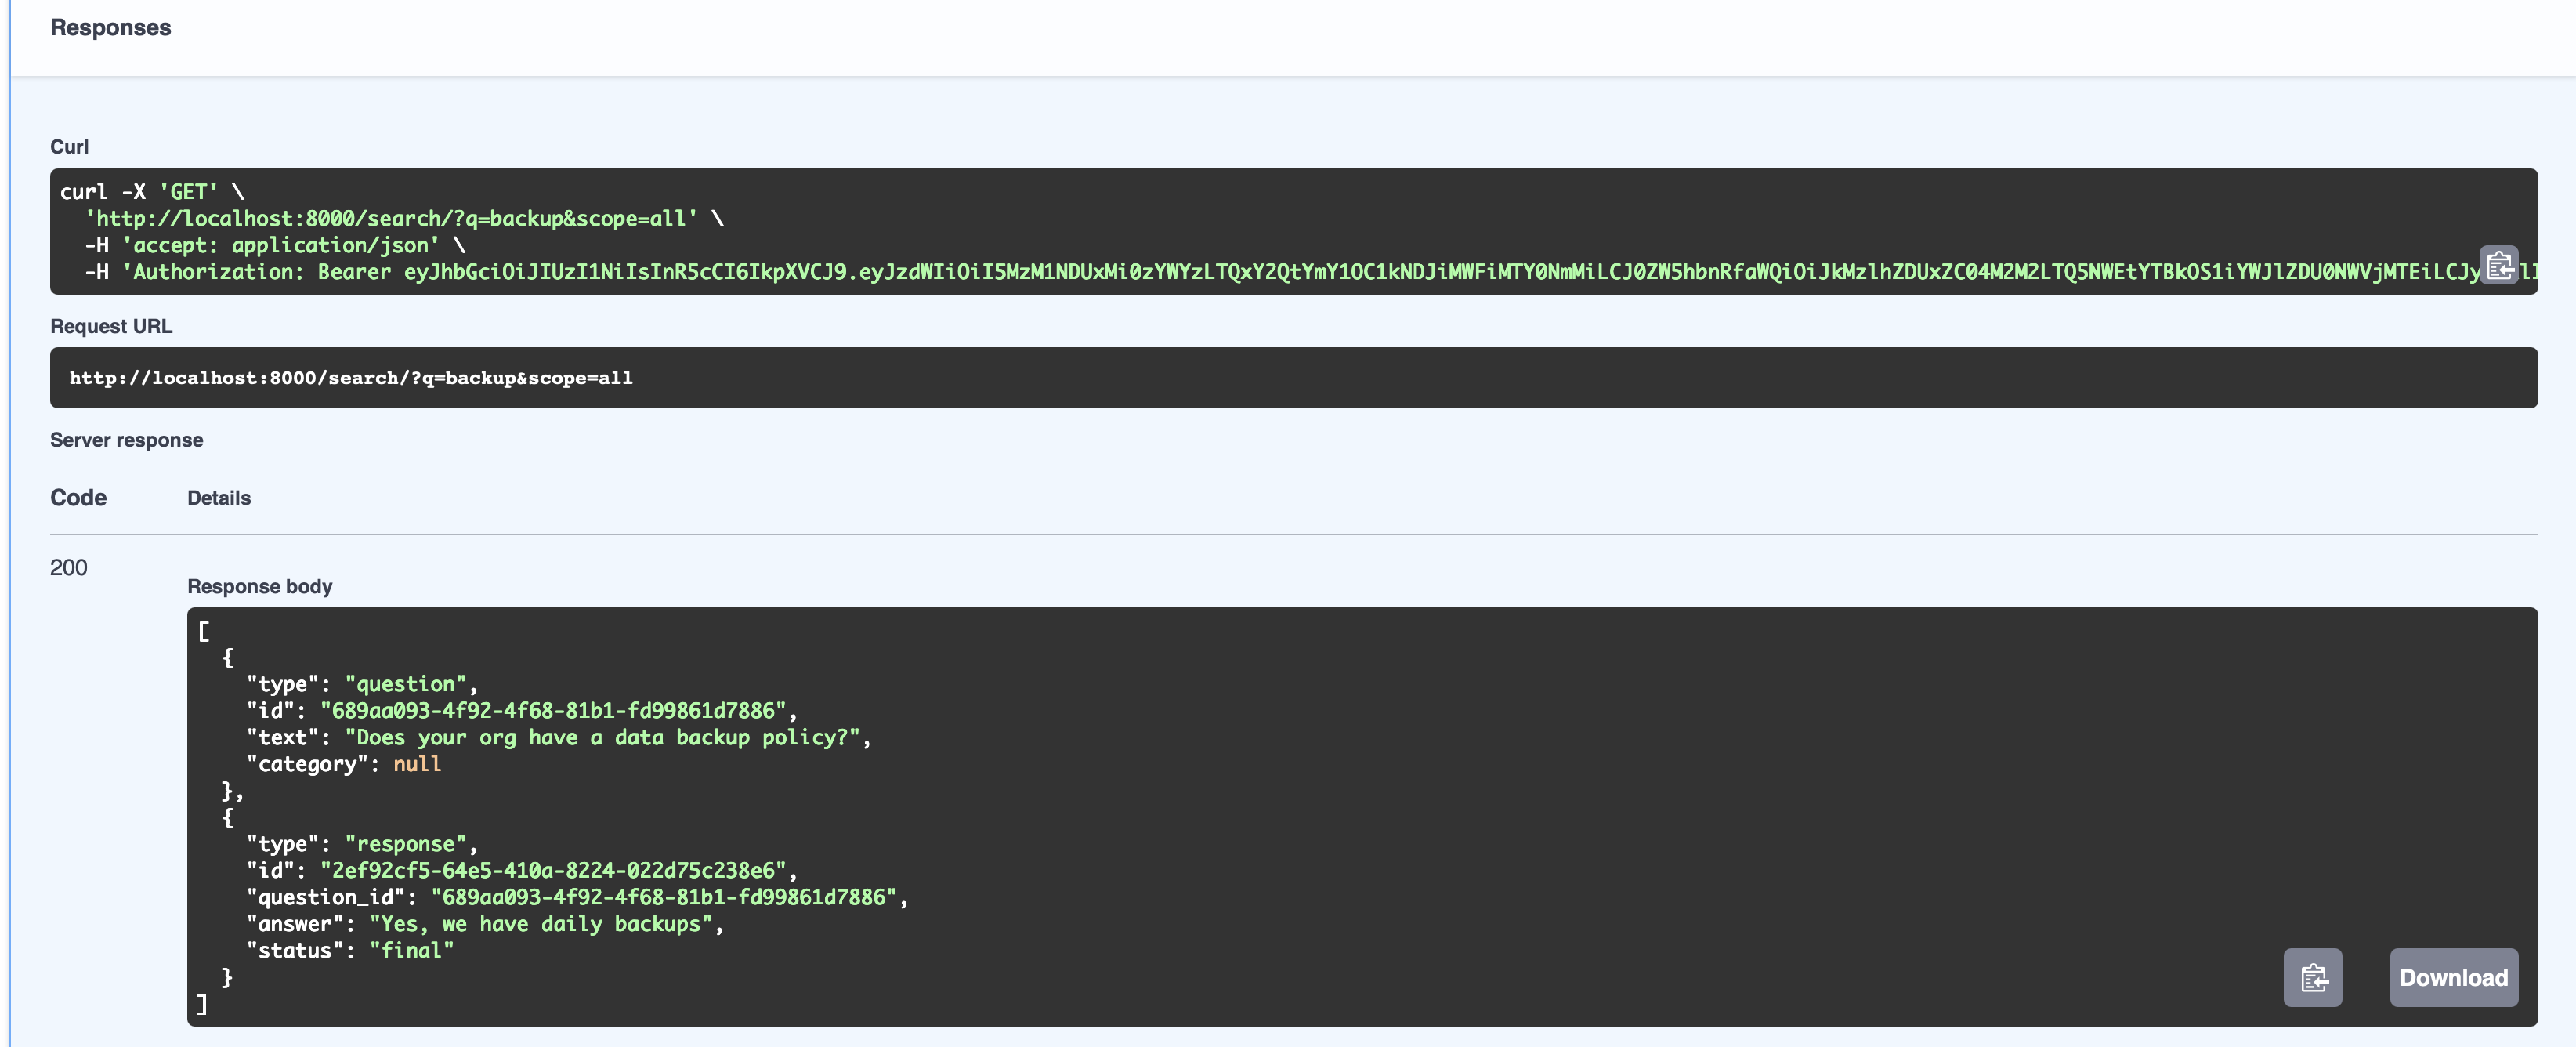 Responses
Curl
curl -X 'GET' \
  'http://localhost:8000/search/?q=backup&scope=all' \
  -H 'accept: application/json' \
  -H 'Authorization: Bearer eyJhbGciOiJIUzI1NiIsInR5cCI6IkpXVCJ9.eyJzdWIiOiI5MzM1NDUxMi0zYWYzLTQxY2QtYmY1OC1kNDJiMWFiMTY0NmMiLCJ0ZW5hbnRfaWQiOiJkMzlhZDUxZC04M2M2LTQ5NWEtYTBkOS1iYWJlZDU0NWVjMTEiLCJy
Request URL
http://localhost:8000/search/?q=backup&scope=all
Server response
Code Details
200
Response body
[
  {
    "type": "question",
    "id": "689aa093-4f92-4f68-81b1-fd99861d7886",
    "text": "Does your org have a data backup policy?",
    "category": null
  },
  {
    "type": "response",
    "id": "2ef92cf5-64e5-410a-8224-022d75c238e6",
    "question_id": "689aa093-4f92-4f68-81b1-fd99861d7886",
    "answer": "Yes, we have daily backups",
    "status": "final"
  }
]
Download